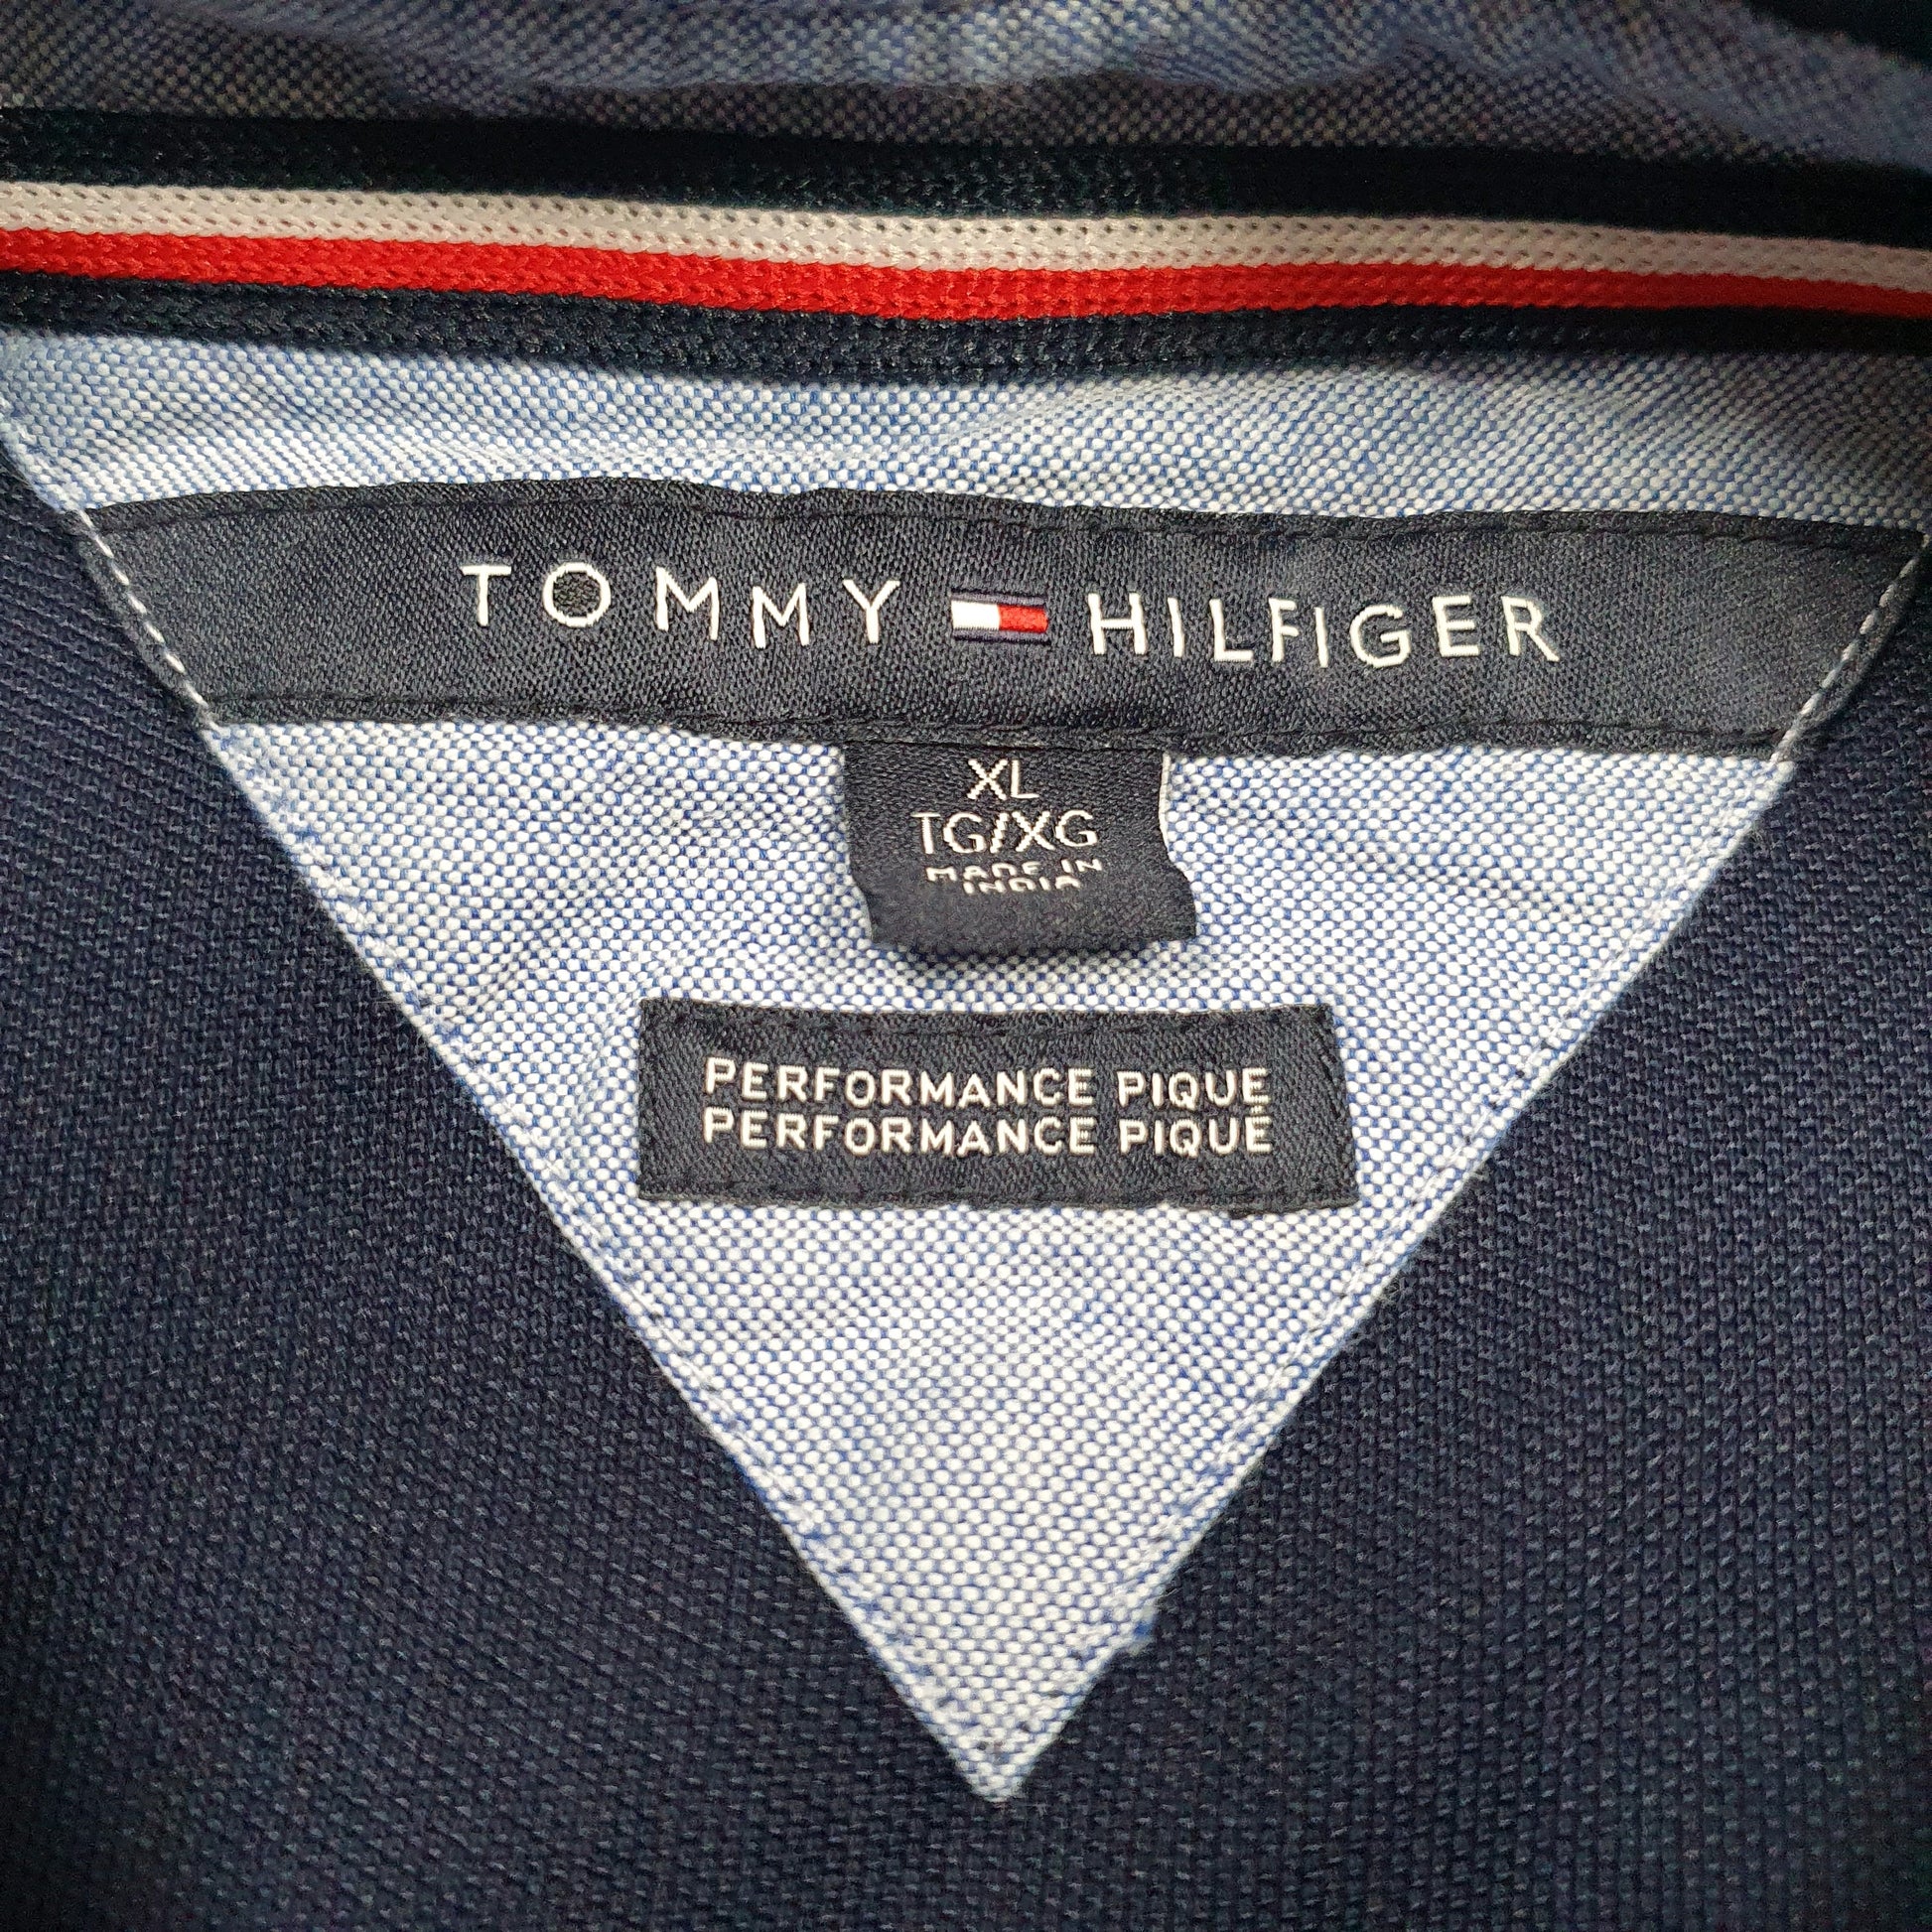 TOMMY HILFIGER
XL
TG/XG
MADE IN
INDIA
PERFORMANCE PIQUE
PERFORMANCE PIQUÉ